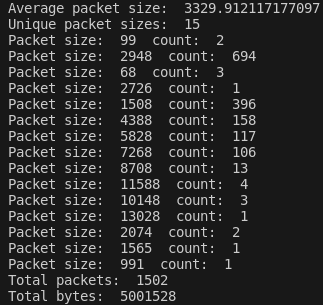 Average packet size:  3329.912117177097
Unique packet sizes:  15
Packet size:  99  count:  2
Packet size:  2948  count:  694
Packet size:  68  count:  3
Packet size:  2726  count:  1
Packet size:  1508  count:  396
Packet size:  4388  count:  158
Packet size:  5828  count:  117
Packet size:  7268  count:  106
Packet size:  8708  count:  13
Packet size:  11588  count:  4
Packet size:  10148  count:  3
Packet size:  13028  count:  1
Packet size:  2074  count:  2
Packet size:  1565  count:  1
Packet size:  991  count:  1
Total packets:  1502
Total bytes:  5001528